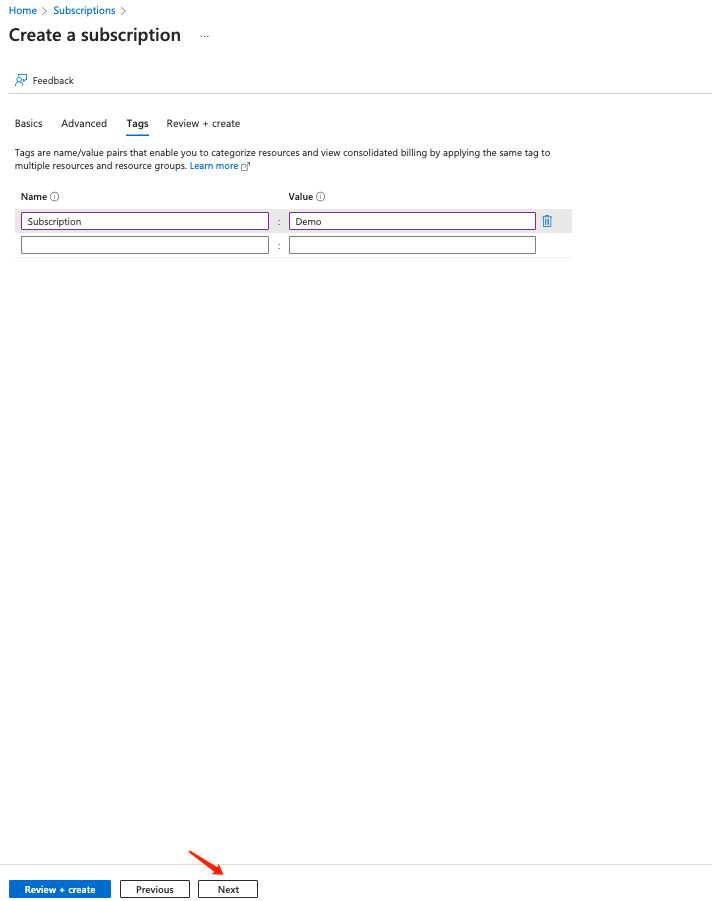 Home > Subscriptions >
Create a subscription ...
Feedback
Basics Advanced Tags Review + create
Tags are name/value pairs that enable you to categorize resources and view consolidated billing by applying the same tag to
multiple resources and resource groups. Learn more
Name Value
Subscription : Demo
:
Review + create Previous Next